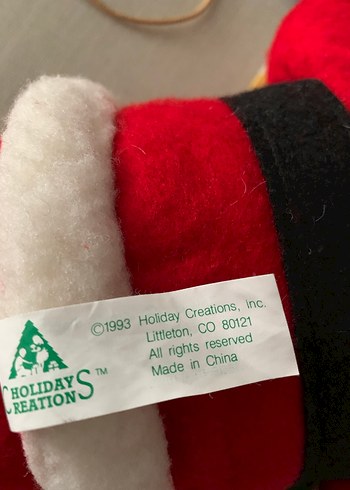 ©1993 Holiday Creations, inc.
Littleton, CO 80121
All rights reserved
Made in China
HOLIDAY
CREATIONS™